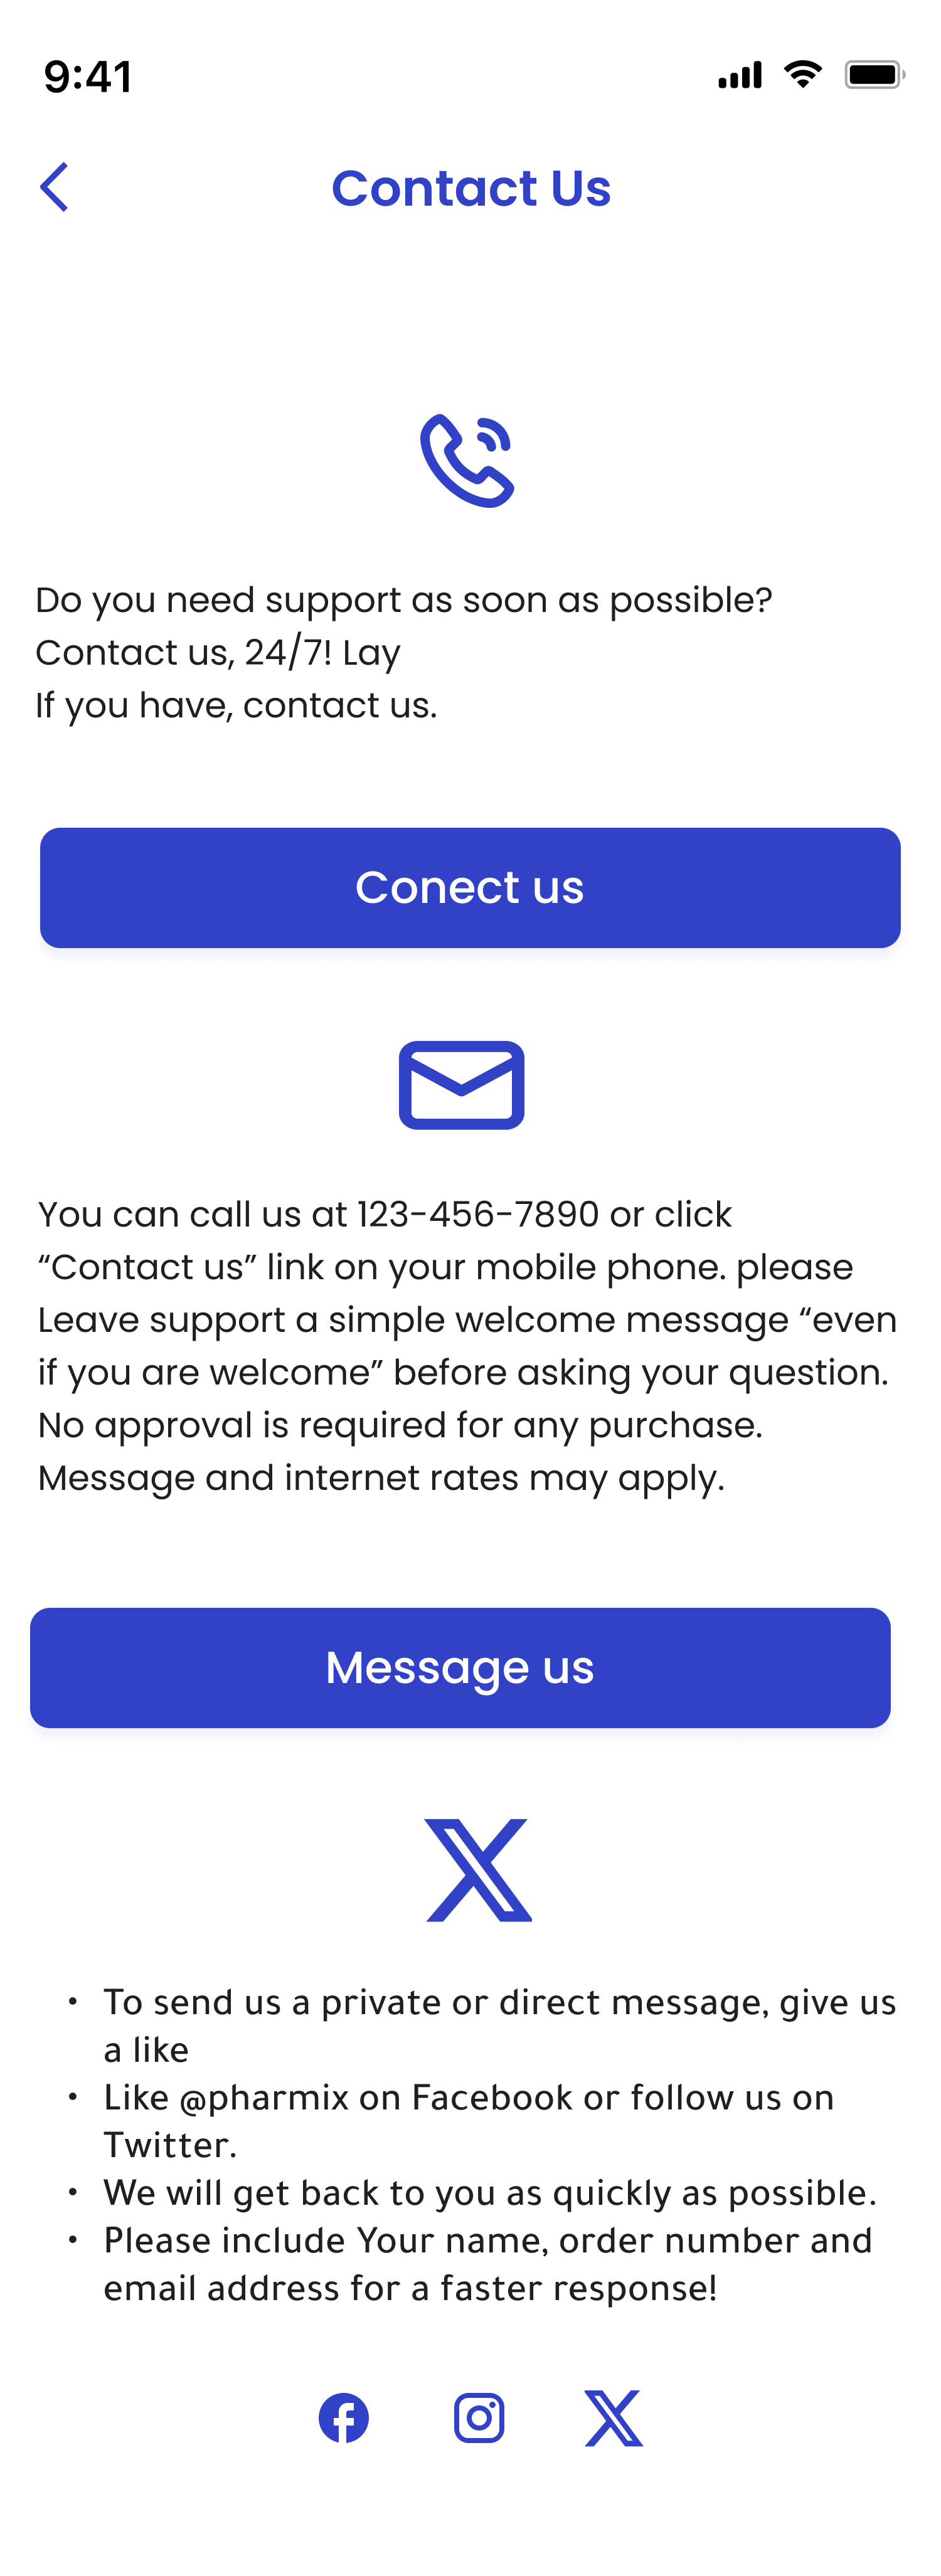 9:41
Contact Us
Do you need support as soon as possible?
Contact us, 24/7! Lay
If you have, contact us.
Conect us
You can call us at 123-456-7890 or click
“Contact us” link on your mobile phone. please
Leave support a simple welcome message “even
if you are welcome” before asking your question.
No approval is required for any purchase.
Message and internet rates may apply.
Message us
• To send us a private or direct message, give us
a like
• Like @pharmix on Facebook or follow us on
Twitter.
• We will get back to you as quickly as possible.
• Please include Your name, order number and
email address for a faster response!